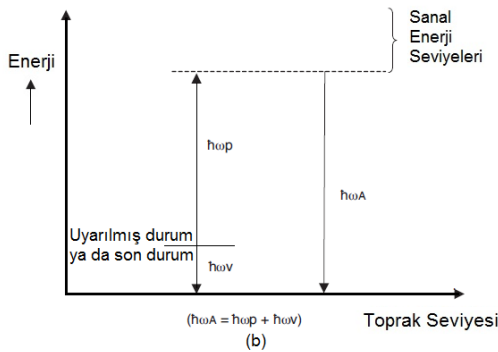 Sanal
Enerji
Seviyeleri
Enerji
ħωp
ħωA
Uyarılmış durum
ya da son durum
ħωv
(ħωA = ħωp + ħωv)
Toprak Seviyesi
(b)